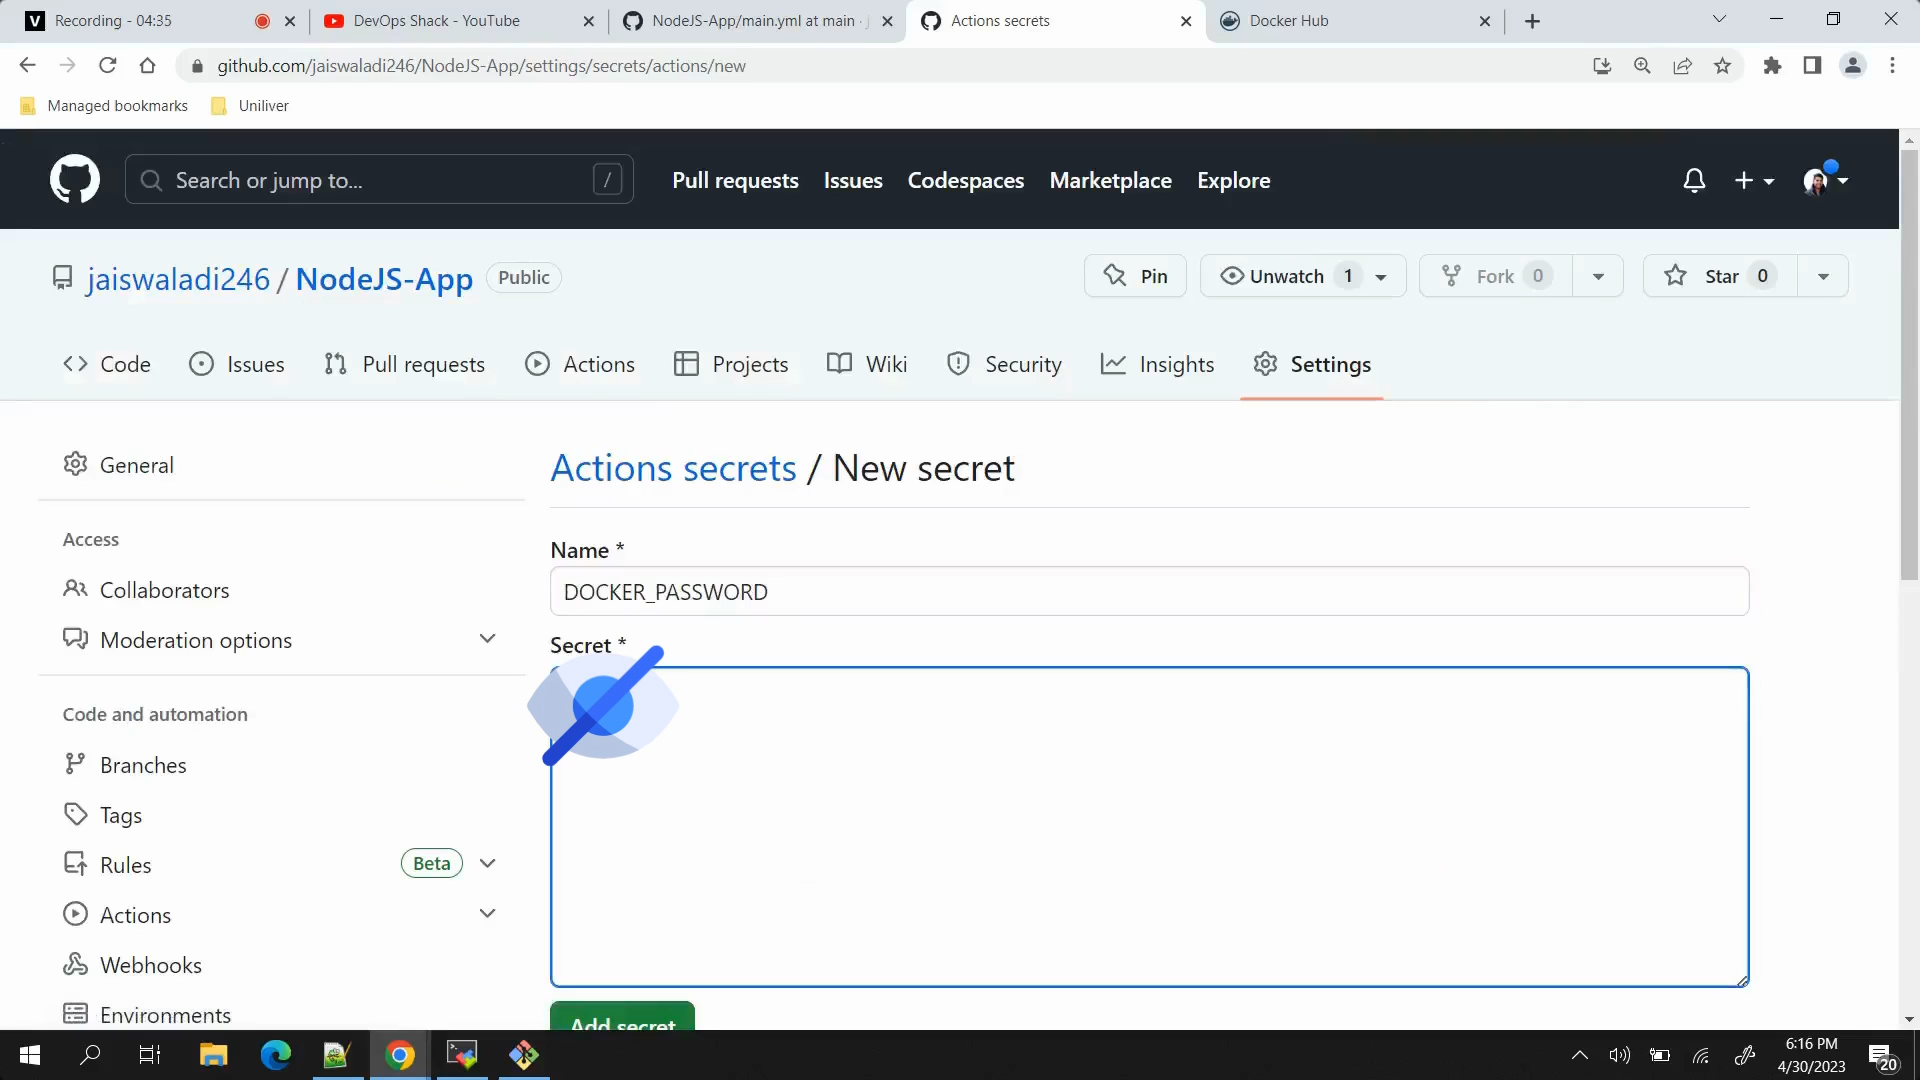 V Recording - 04:35
DevOps Shack - YouTube
NodeJS-App/main.yml at main ·
Actions secrets
Docker Hub
github.com/jaiswaladi246/NodeJS-App/settings/secrets/actions/new
Managed bookmarks
Uniliver
Search or jump to...
/
Pull requests
Issues
Codespaces
Marketplace
Explore
jaiswaladi246 / NodeJS-App
Public
Pin
Unwatch 1
Fork 0
Star 0
Code
Issues
Pull requests
Actions
Projects
Wiki
Security
Insights
Settings
General
Access
Collaborators
Moderation options
Code and automation
Branches
Tags
Rules
Beta
Actions
Webhooks
Environments
Actions secrets / New secret
Name *
DOCKER_PASSWORD
Secret *
Add secret
6:16 PM
4/30/2023
20